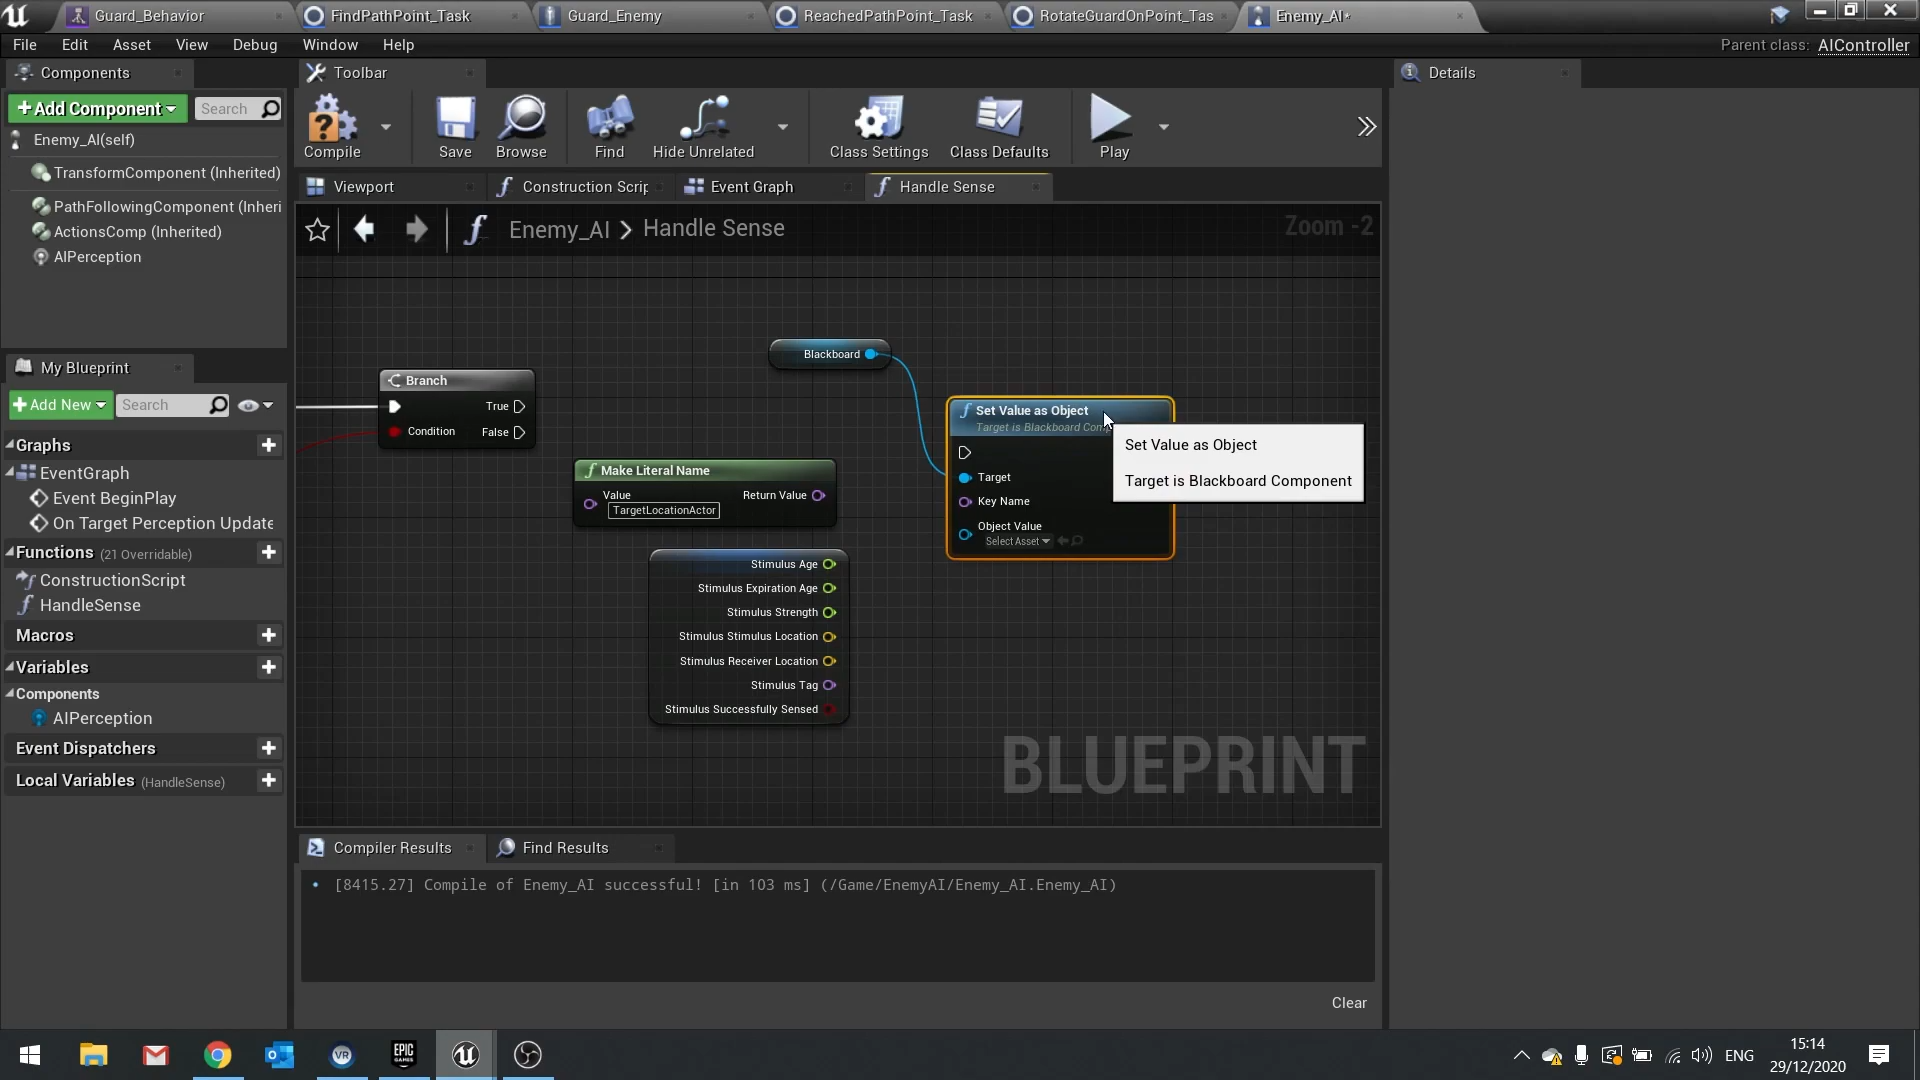 Guard_Behavior
FindPathPoint_Task
Guard_Enemy
ReachedPathPoint_Task
RotateGuardOnPoint_Tas
Enemy_AI*
File Edit Asset View Debug Window Help
Parent class: AIController
Components
Toolbar
Details
+Add Component
Search
Compile
Save
Browse
Find
Hide Unrelated
Class Settings
Class Defaults
Play
Enemy_AI(self)
TransformComponent (Inherited)
PathFollowingComponent (Inheri
ActionsComp (Inherited)
AIPerception
Viewport
Construction Scrip
Event Graph
Handle Sense
Enemy_AI > Handle Sense
Zoom -2
My Blueprint
+Add New
Search
Graphs
EventGraph
Event BeginPlay
On Target Perception Update
Functions (21 Overridable)
ConstructionScript
HandleSense
Macros
Variables
Components
AIPerception
Event Dispatchers
Local Variables (HandleSense)
Branch
True
Condition
False
Blackboard
Make Literal Name
Value
Return Value
TargetLocationActor
Stimulus Age
Stimulus Expiration Age
Stimulus Strength
Stimulus Stimulus Location
Stimulus Receiver Location
Stimulus Tag
Stimulus Successfully Sensed
Set Value as Object
Target is Blackboard Comp
Target
Key Name
Object Value
Select Asset
Set Value as Object
Target is Blackboard Component
BLUEPRINT
Compiler Results
Find Results
[8415.27] Compile of Enemy_AI successful! [in 103 ms] (/Game/EnemyAI/Enemy_AI.Enemy_AI)
Clear
VR
EPIC
GAMES
ENG
15:14
29/12/2020